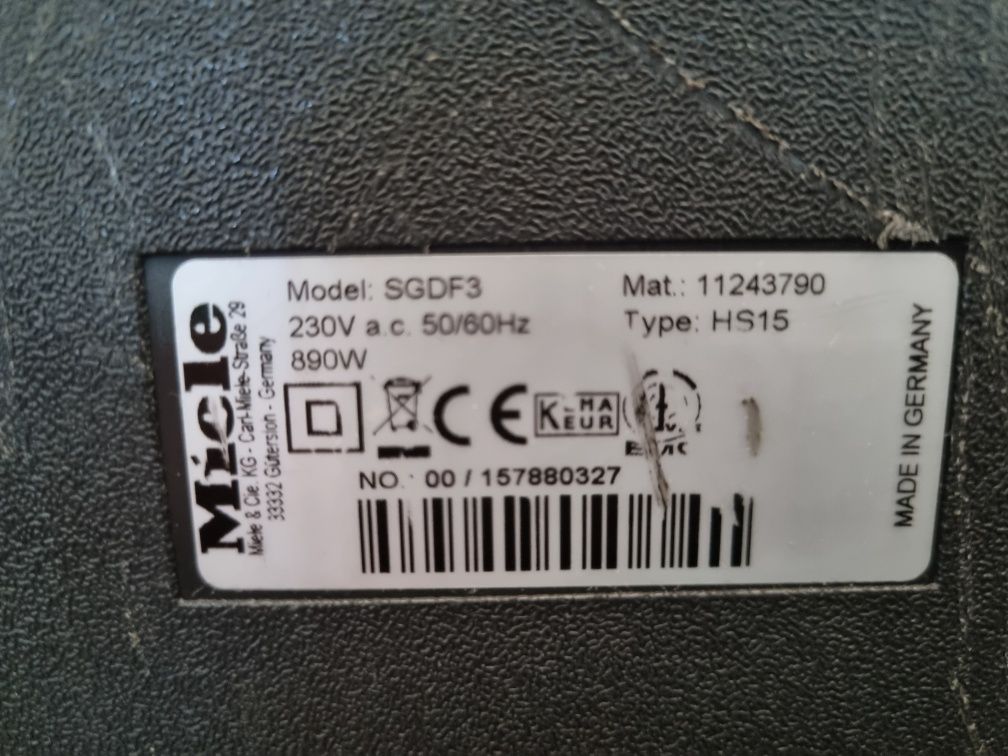 Miele
Miele & Cie. KG - Carl-Miele-Straße 29
33332 Gütersloh - Germany
Model: SGDF3
230V a.c. 50/60Hz
890W
Mat.: 11243790
Type: HS15
CE
KEMA
KEUR
NO.: 00 / 157880327
MADE IN GERMANY